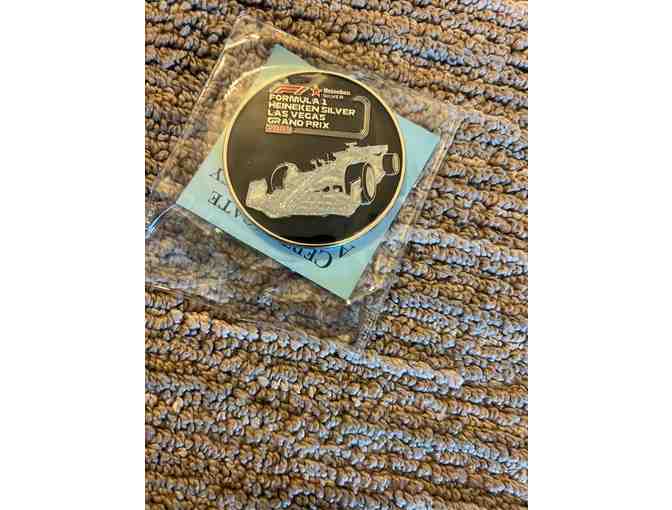 F1 Heineken
FORMULA 1
HEINEKEN SILVER
LAS VEGAS
GRAND PRIX